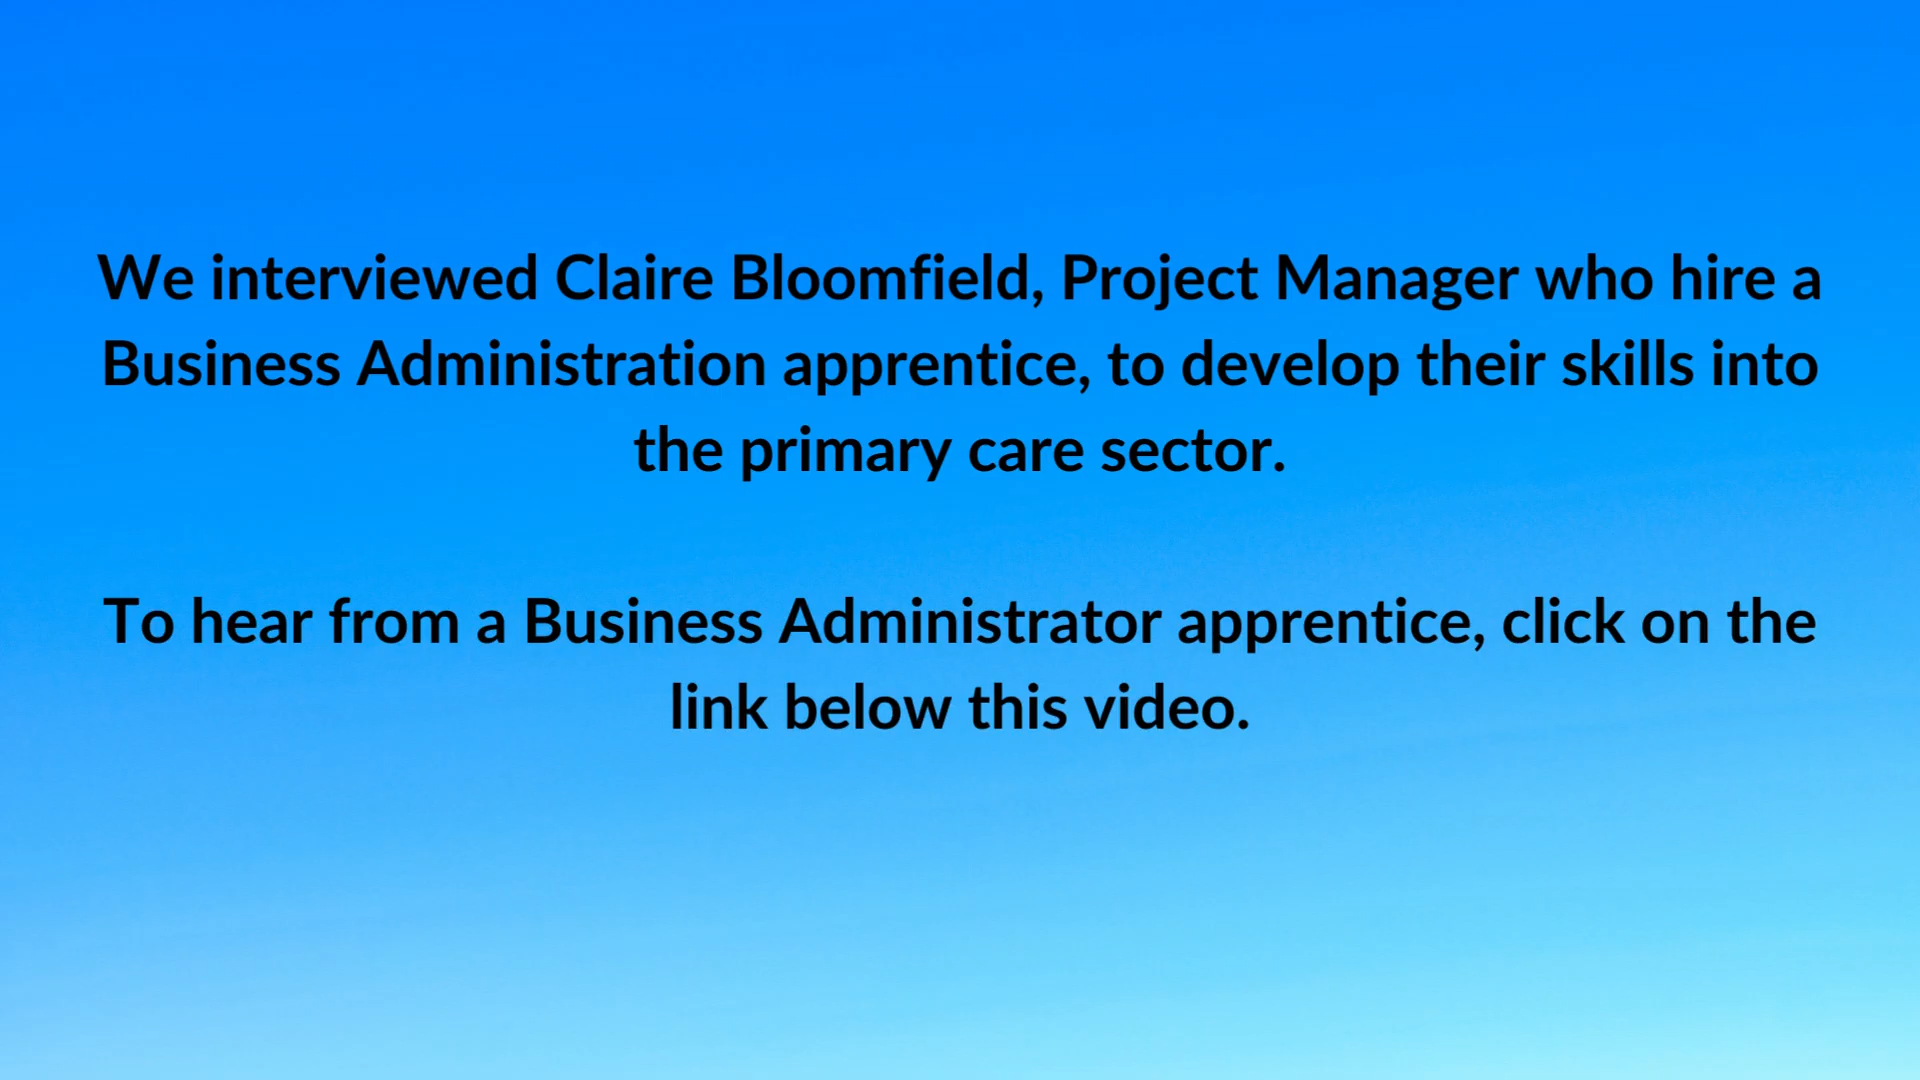 We interviewed Claire Bloomfield, Project Manager who hire a
Business Administration apprentice, to develop their skills into
the primary care sector.
To hear from a Business Administrator apprentice, click on the
link below this video.